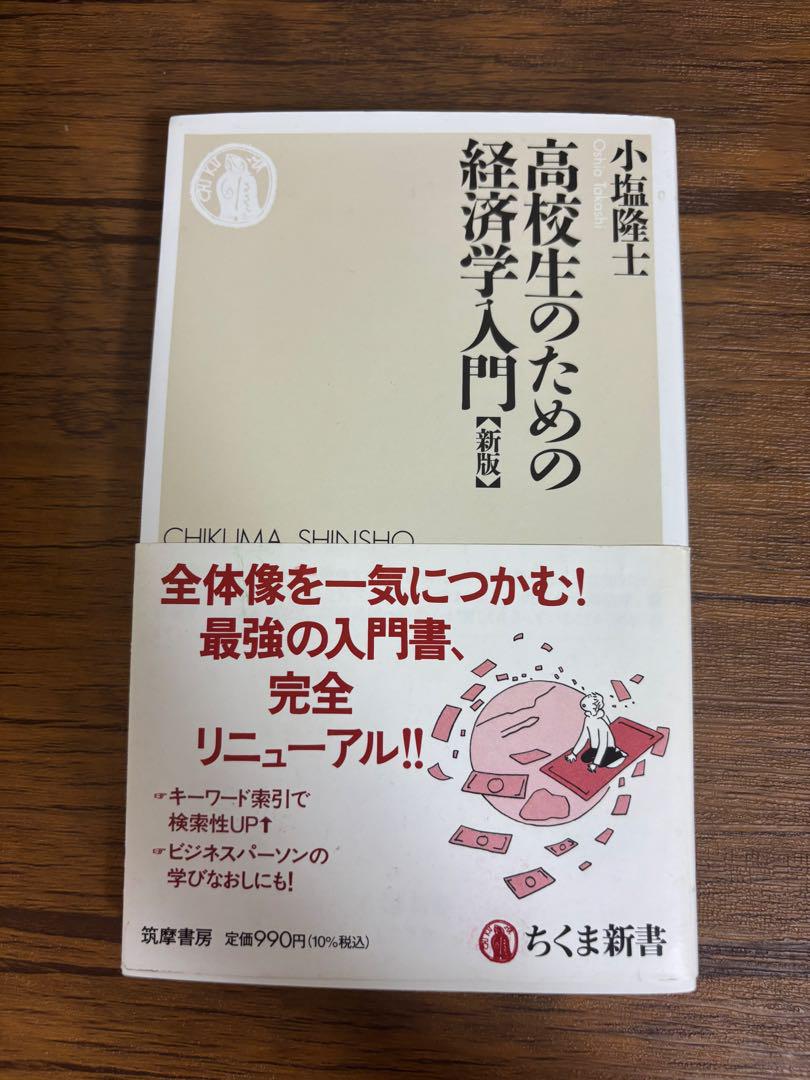 小塩隆士
Oshio Takashi
高校生のための
経済学入門
【新版】
CHIKUMA
CHIKUMA SHINSHO
全体像を一気につかむ!
最強の入門書、
完全
リニューアル!!
☞キーワード索引で
検索性UP↑
☞ビジネスパーソンの
学びなおしにも!
筑摩書房 定価990円(10%税込)
ちくま新書